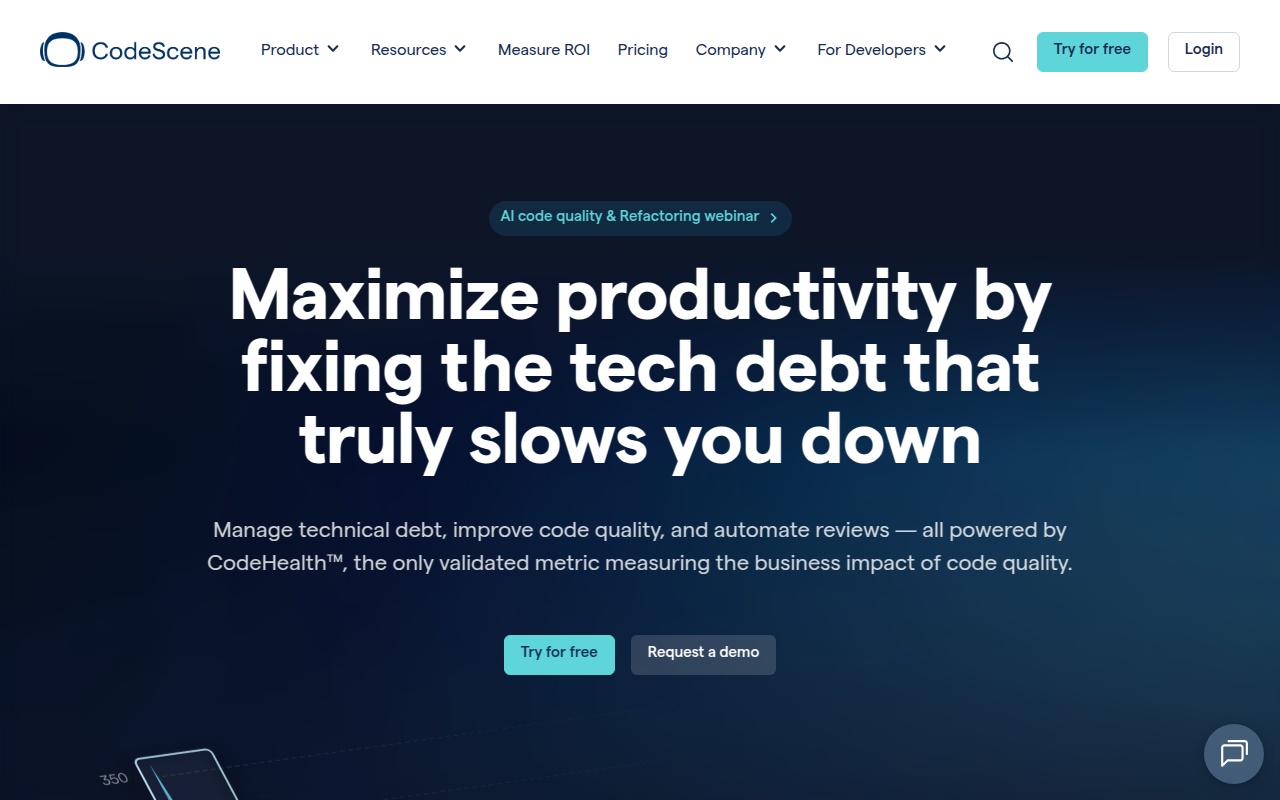 CodeScene
Product
Resources
Measure ROI
Pricing
Company
For Developers
Try for free
Login
AI code quality & Refactoring webinar
Maximize productivity by
fixing the tech debt that
truly slows you down
Manage technical debt, improve code quality, and automate reviews — all powered by
CodeHealth™, the only validated metric measuring the business impact of code quality.
Try for free
Request a demo
350